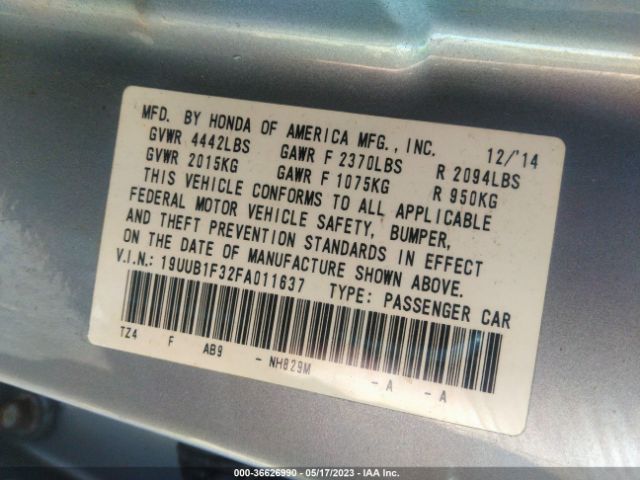 MFD. BY HONDA OF AMERICA MFG., INC. 12/'14
GVWR 4442LBS GAWR F 2370LBS R 2094LBS
GVWR 2015KG GAWR F 1075KG R 950KG
THIS VEHICLE CONFORMS TO ALL APPLICABLE
FEDERAL MOTOR VEHICLE SAFETY, BUMPER,
AND THEFT PREVENTION STANDARDS IN EFFECT
ON THE DATE OF MANUFACTURE SHOWN ABOVE.
V.I.N.: 19UUB1F32FA011637 TYPE: PASSENGER CAR
TZ4 F AB9 - NH829M - A - A
000-36626990 - 05/17/2023 - IAA Inc.